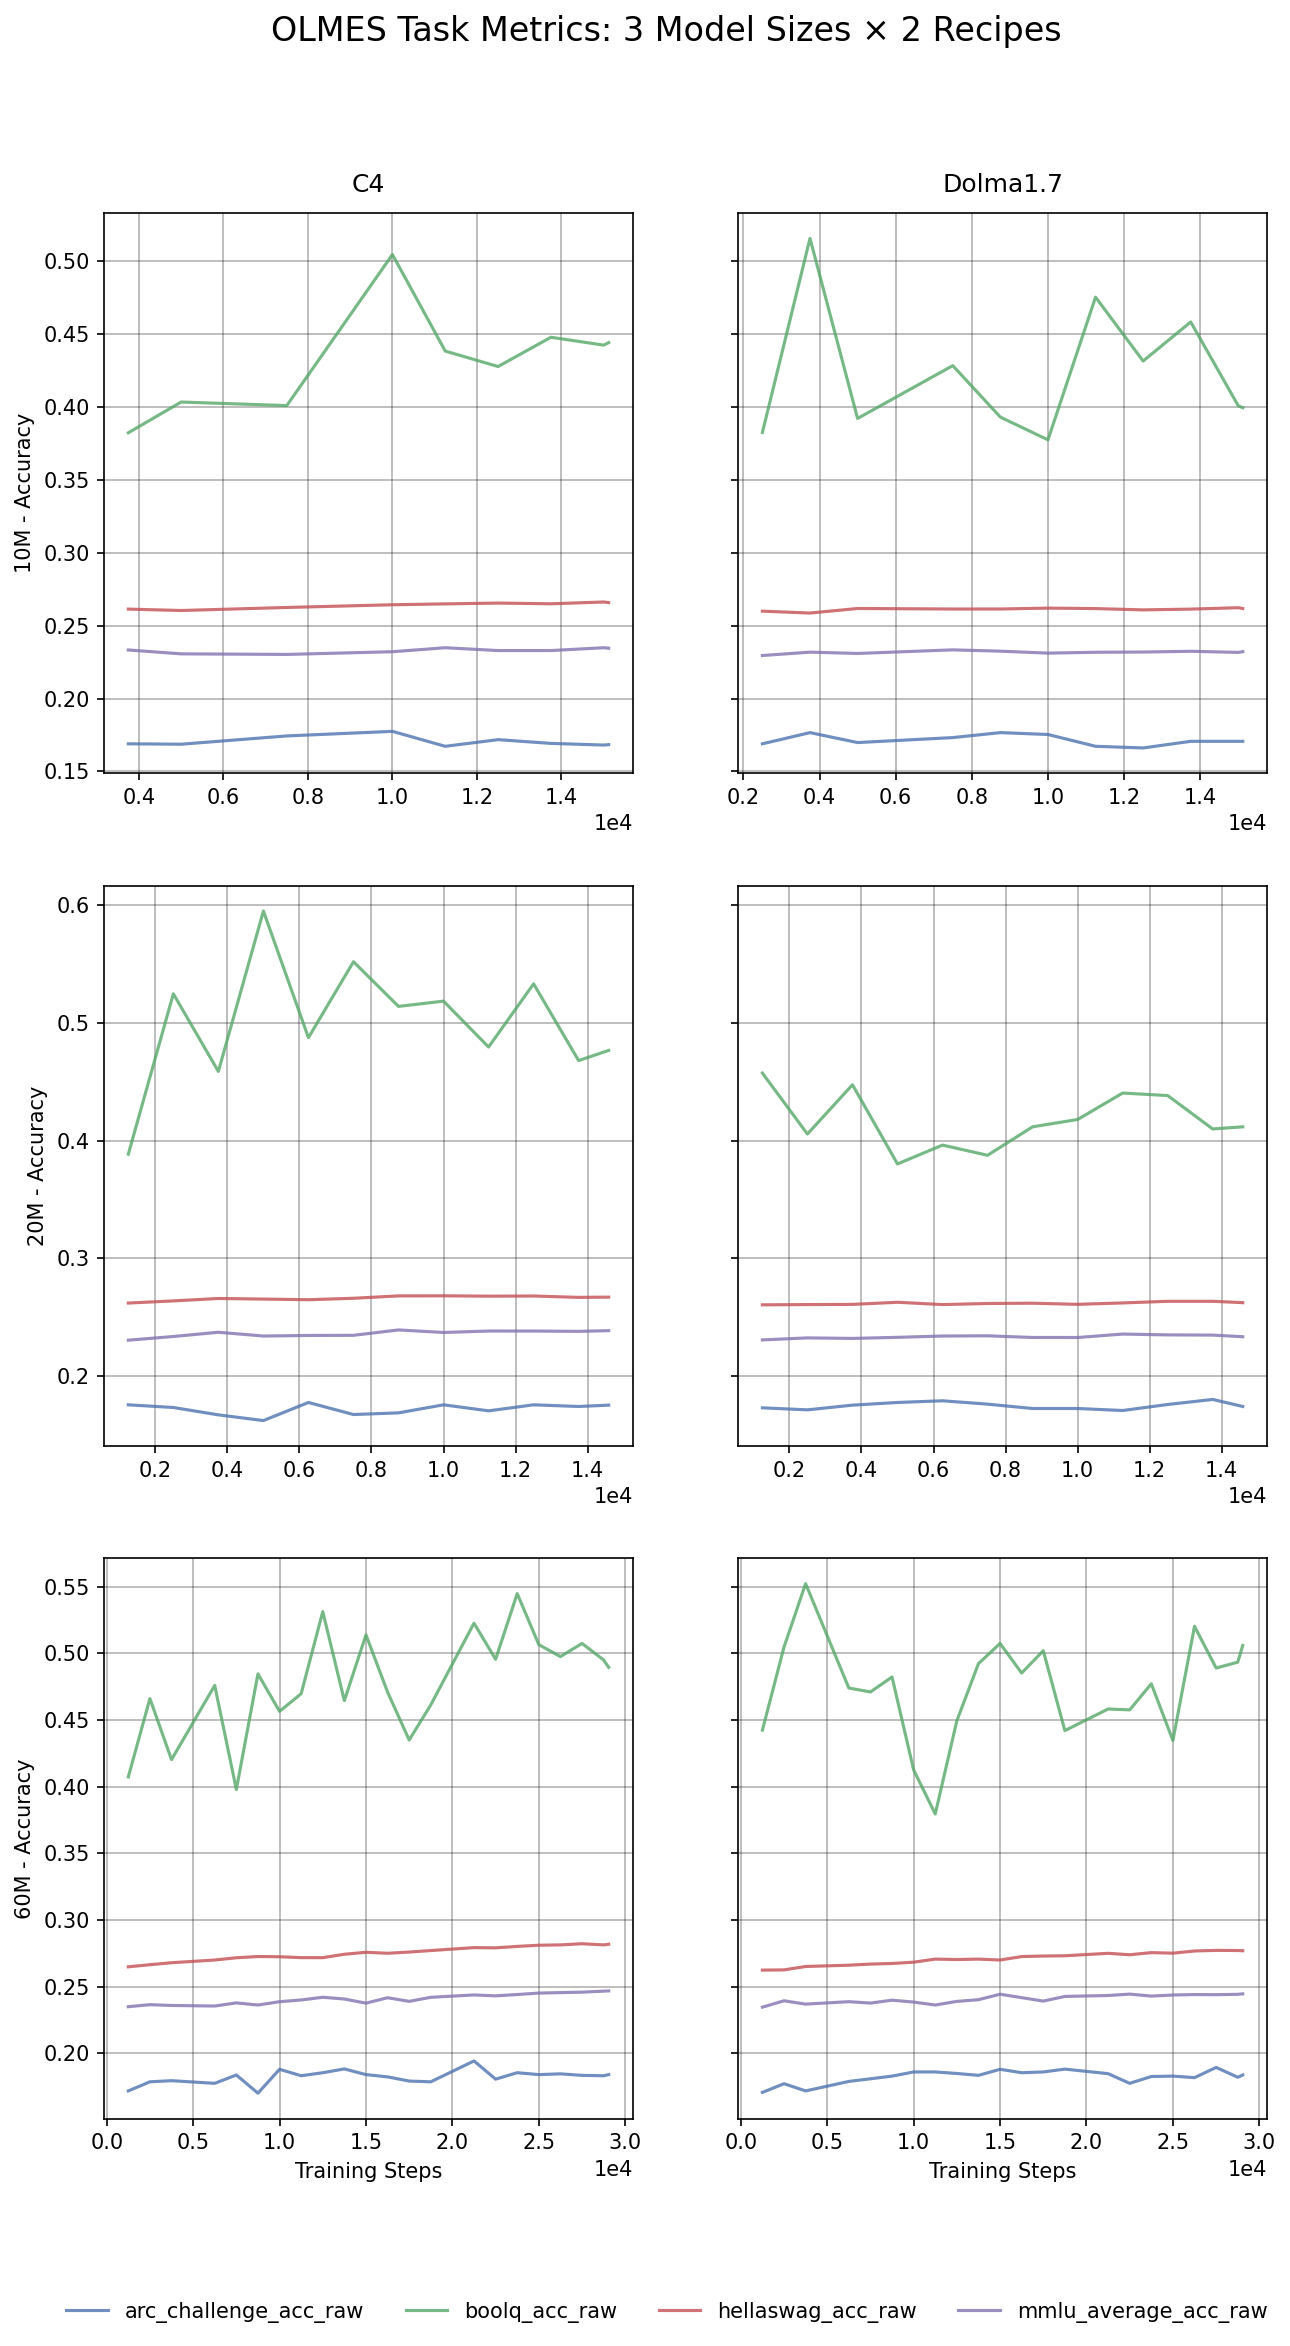 OLMES Task Metrics: 3 Model Sizes × 2 Recipes
C4
Dolma1.7
10M - Accuracy
0.50
0.45
0.40
0.35
0.30
0.25
0.20
0.15
0.4 0.6 0.8 1.0 1.2 1.4
1e4
0.2 0.4 0.6 0.8 1.0 1.2 1.4
1e4
20M - Accuracy
0.6
0.5
0.4
0.3
0.2
0.2 0.4 0.6 0.8 1.0 1.2 1.4
1e4
0.2 0.4 0.6 0.8 1.0 1.2 1.4
1e4
60M - Accuracy
0.55
0.50
0.45
0.40
0.35
0.30
0.25
0.20
0.0 0.5 1.0 1.5 2.0 2.5 3.0
1e4
Training Steps
0.0 0.5 1.0 1.5 2.0 2.5 3.0
1e4
Training Steps
arc_challenge_acc_raw boolq_acc_raw hellaswag_acc_raw mmlu_average_acc_raw